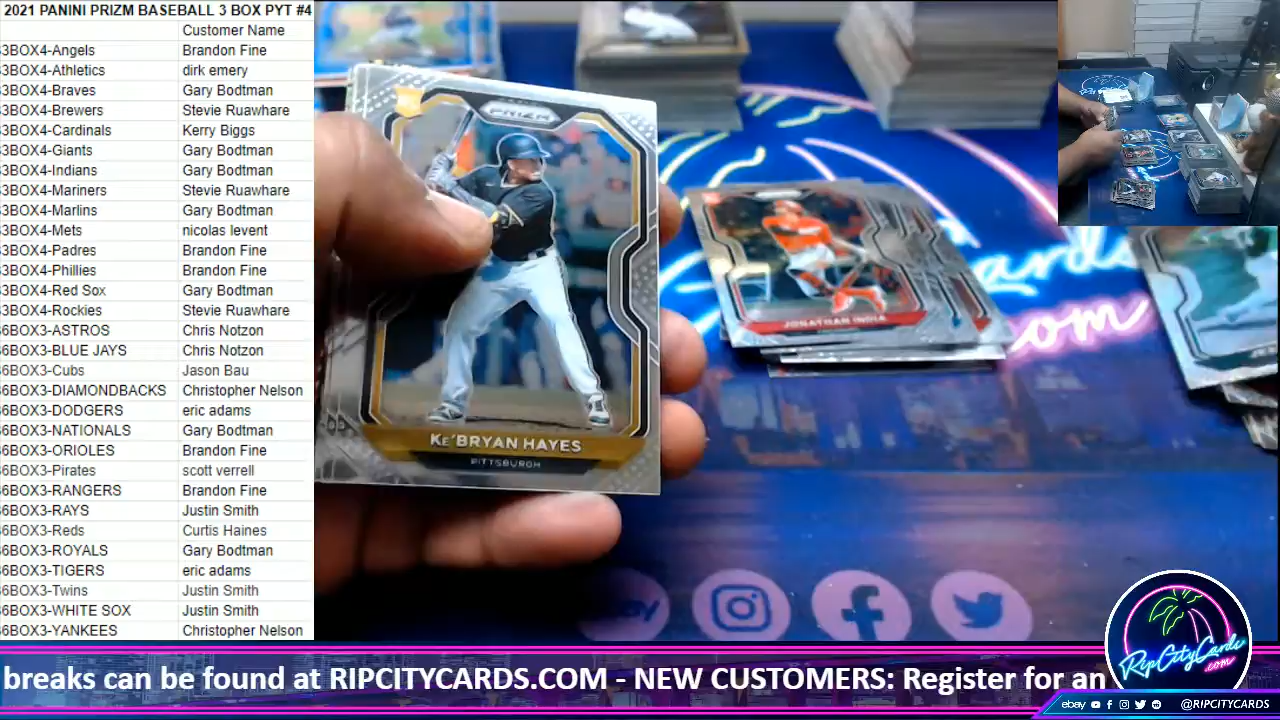 2021 PANINI PRIZM BASEBALL 3 BOX PYT #4
Customer Name
3BOX4-Angels Brandon Fine
3BOX4-Athletics dirk emery
3BOX4-Braves Gary Bodtman
3BOX4-Brewers Stevie Ruawhare
3BOX4-Cardinals Kerry Biggs
3BOX4-Giants Gary Bodtman
3BOX4-Indians Gary Bodtman
3BOX4-Mariners Stevie Ruawhare
3BOX4-Marlins Gary Bodtman
3BOX4-Mets nicolas levent
3BOX4-Padres Brandon Fine
3BOX4-Phillies Brandon Fine
3BOX4-Red Sox Gary Bodtman
3BOX4-Rockies Stevie Ruawhare
6BOX3-ASTROS Chris Notzon
6BOX3-BLUE JAYS Chris Notzon
6BOX3-Cubs Jason Bau
6BOX3-DIAMONDBACKS Christopher Nelson
6BOX3-DODGERS eric adams
6BOX3-NATIONALS Gary Bodtman
6BOX3-ORIOLES Brandon Fine
6BOX3-Pirates scott verrell
6BOX3-RANGERS Brandon Fine
6BOX3-RAYS Justin Smith
6BOX3-Reds Curtis Haines
6BOX3-ROYALS Gary Bodtman
6BOX3-TIGERS eric adams
6BOX3-Twins Justin Smith
6BOX3-WHITE SOX Justin Smith
6BOX3-YANKEES Christopher Nelson
PRIZM
KE'BRYAN HAYES
PITTSBURGH
JONATHAN INDIA
Cards
.com
RipCityCards
.com
breaks can be found at RIPCITYCARDS.COM - NEW CUSTOMERS: Register for an
ebay @RIPCITYCARDS